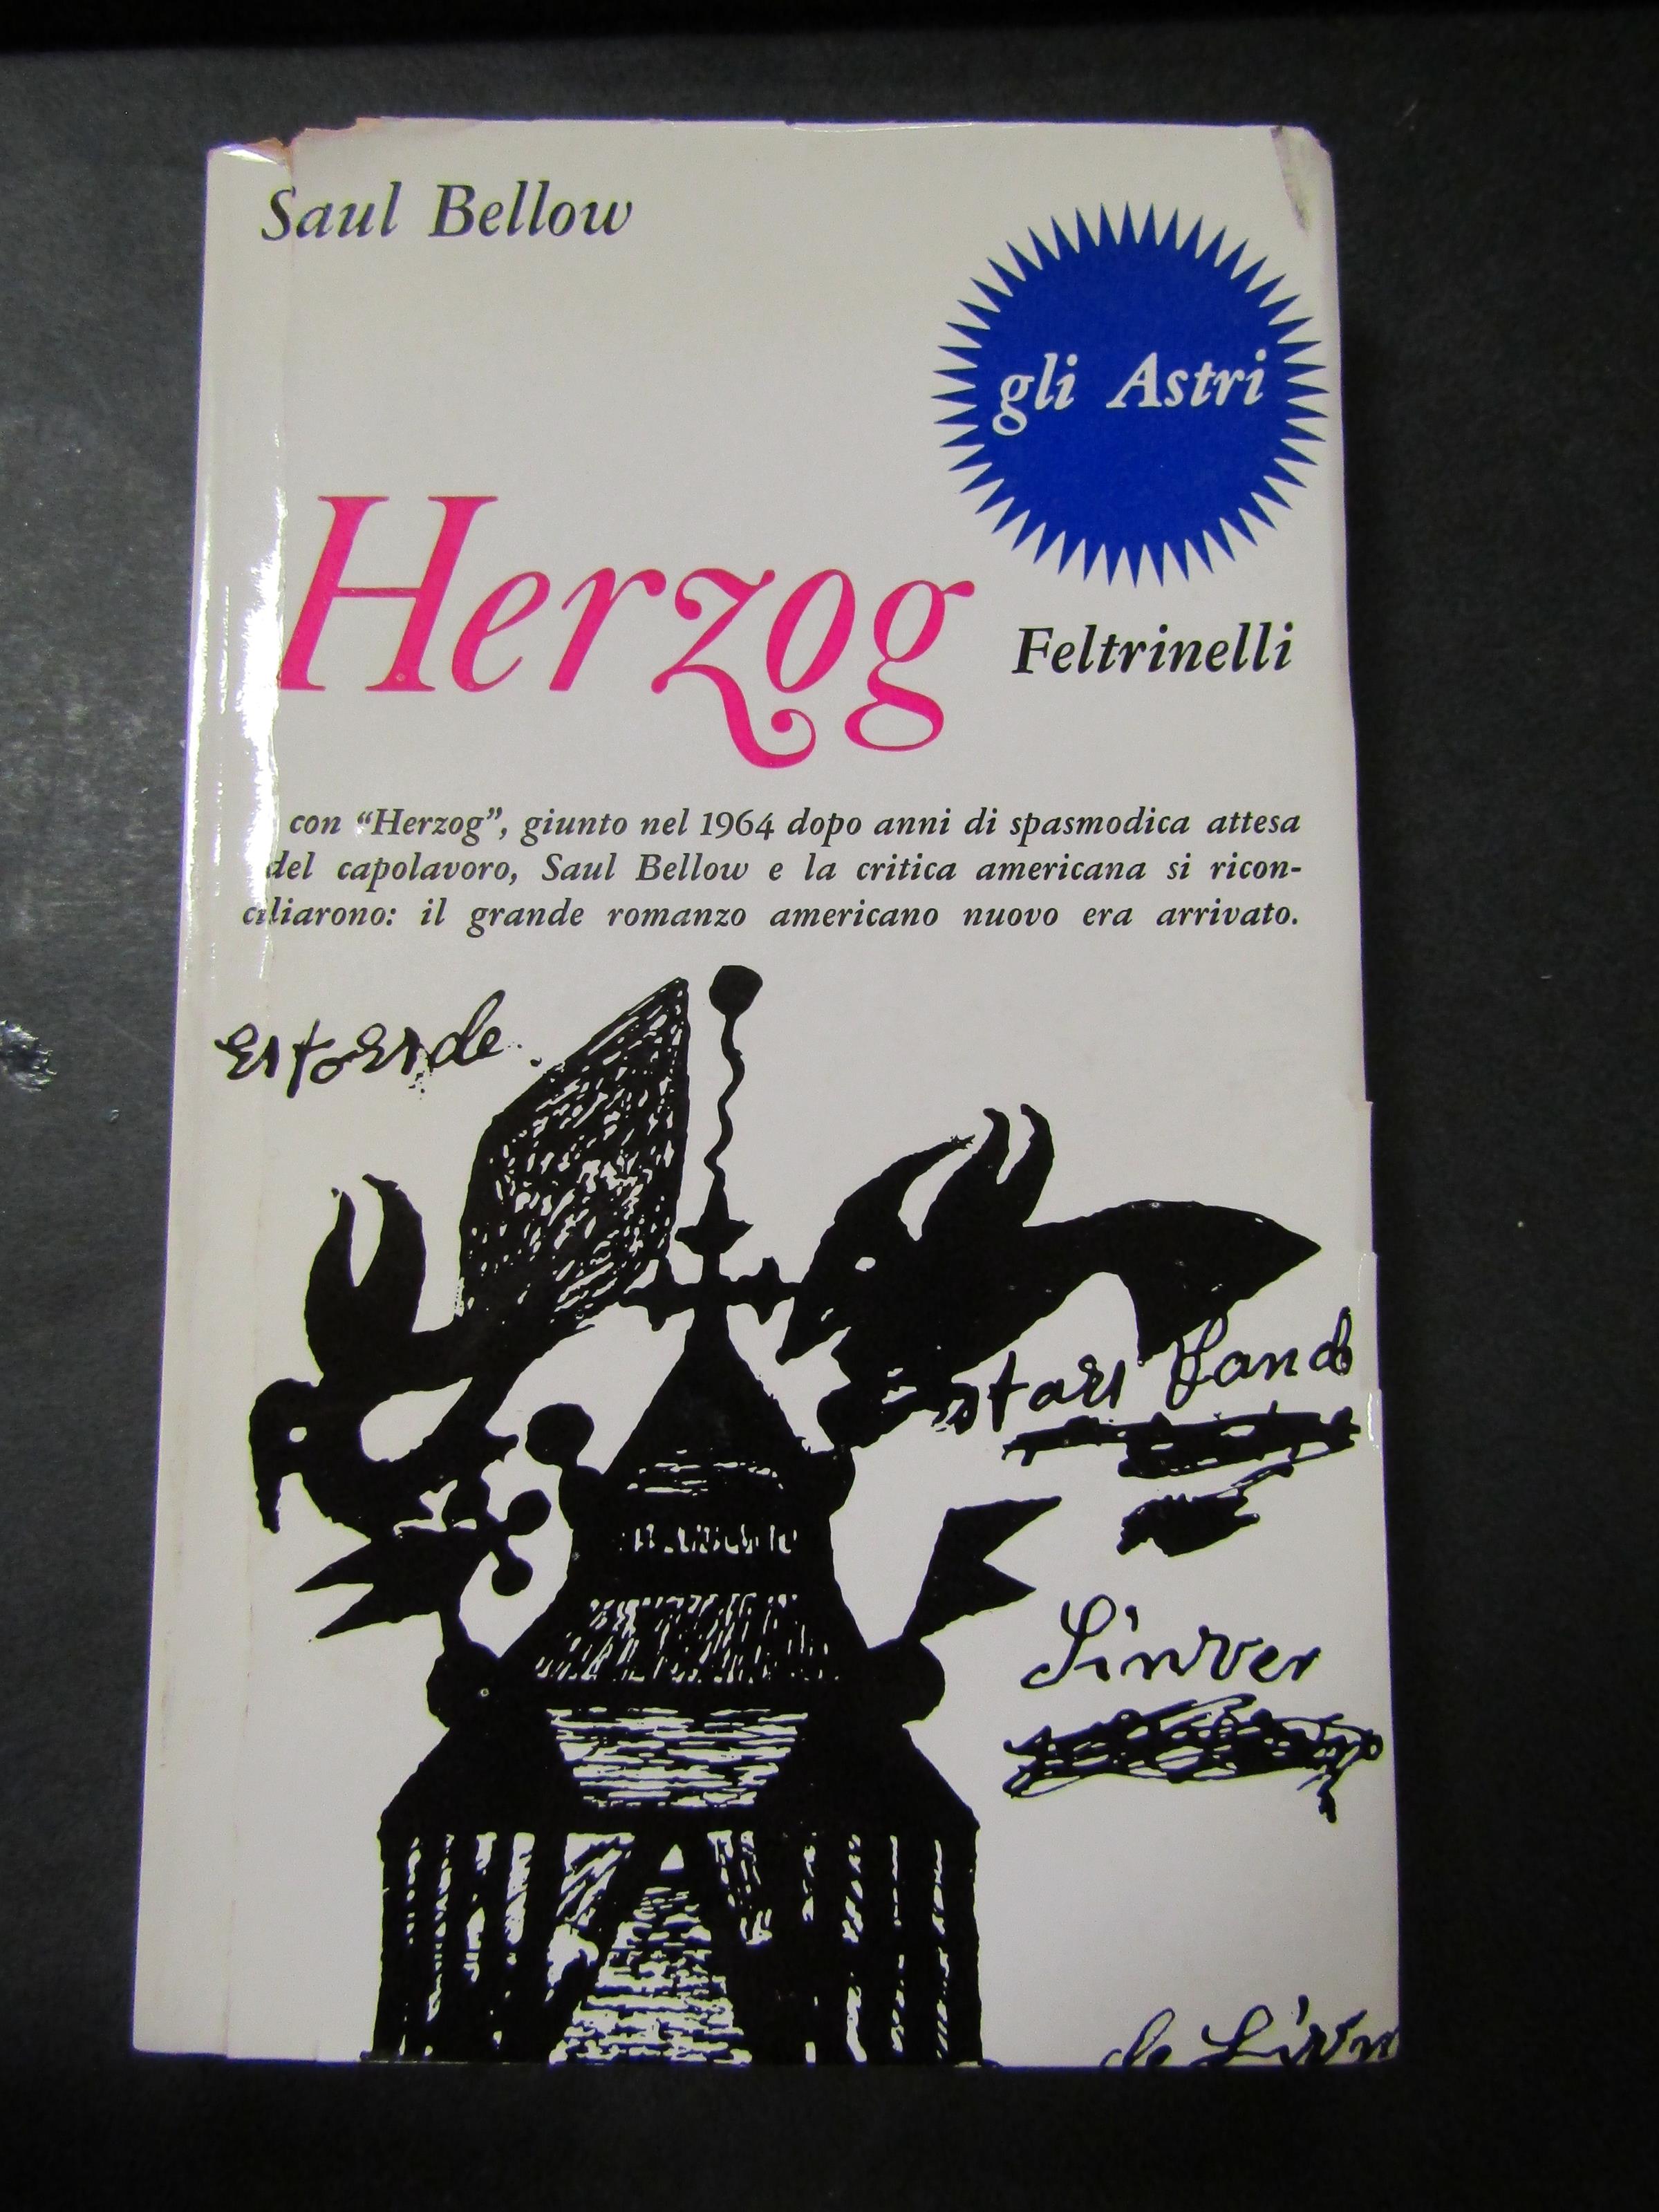 Saul Bellow
gli Astri
Herzog
Feltrinelli
con “Herzog”, giunto nel 1964 dopo anni di spasmodica attesa
del capolavoro, Saul Bellow e la critica americana si ricon-
ciliarono: il grande romanzo americano nuovo era arrivato.